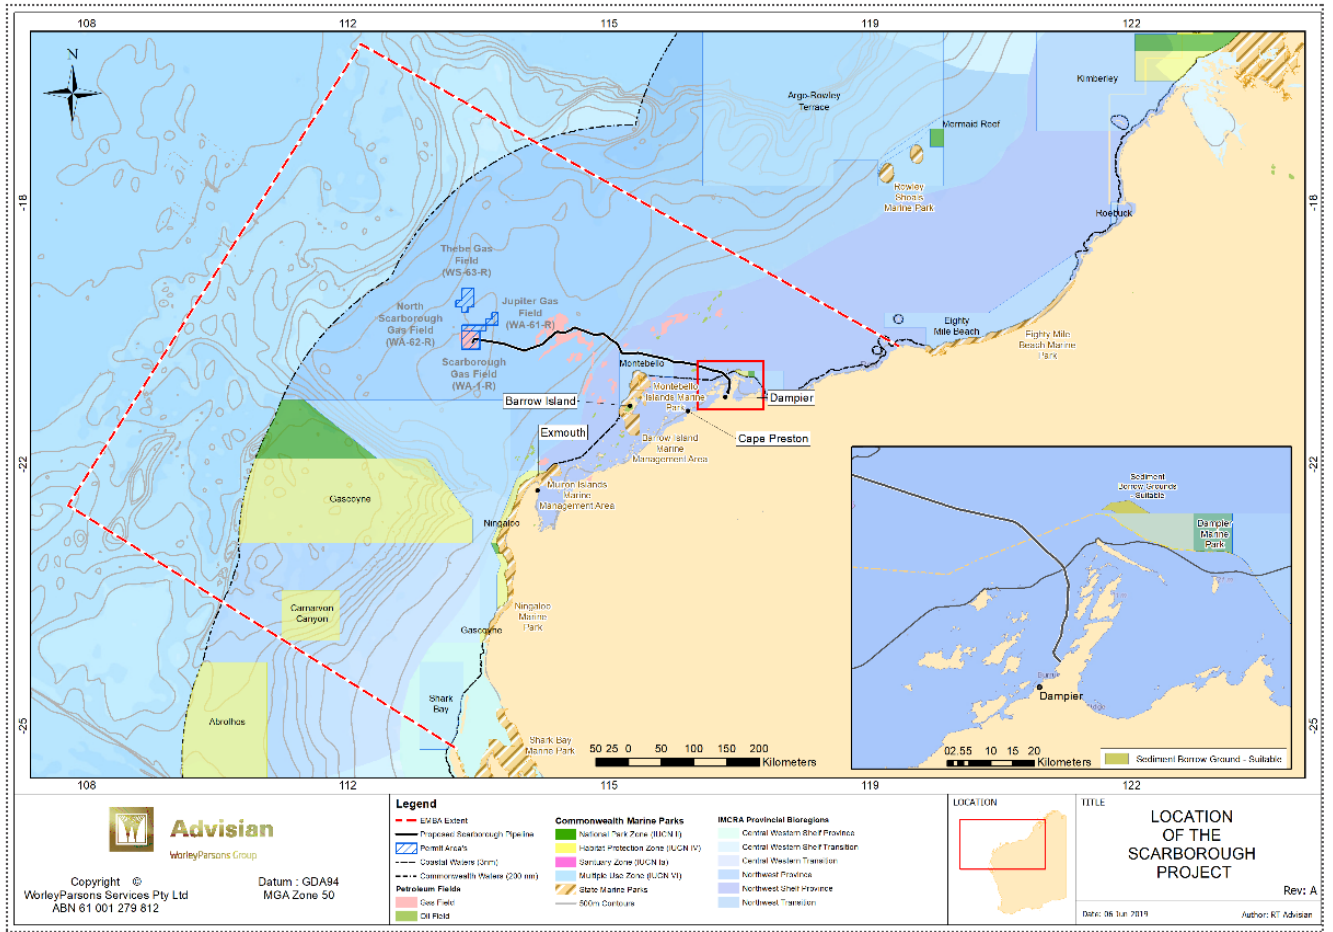 108
112
115
119
122
N
Kimberley
Argo-Rowley
Terrace
Mermaid Reef
-18
-18
Rowley
Shoals
Marine Park
Roebuck
Thebe Gas
Field
(WS-63-R)
North
Scarborough
Gas Field
(WA-62-R)
Jupiter Gas
Field
(WA-61-R)
Scarborough
Gas Field
(WA-1-R)
Eighty
Mile Beach
Eighty Mile
Beach Marine
Park
Montebello
Montebello
Islands Marine
Park
Barrow Island
Dampier
Exmouth
Cape Preston
Barrow Island
Marine
Management Area
-22
-22
Muiron Islands
Marine
Management Area
Gascoyne
Ningaloo
Sediment
Borrow Grounds
- Suitable
Dampier
Marine
Park
Carnarvon
Canyon
Ningaloo
Marine
Park
Gascoyne
Dampier
Shark
Bay
Abrolhos
-25
-25
Shark Bay
Marine Park
50 25 0 50 100 150 200
Kilometers
02.55 10 15 20
Kilometers
Sediment Borrow Ground - Suitable
108
112
115
119
122
Advisian
WorleyParsons Group
Copyright ©
WorleyParsons Services Pty Ltd
ABN 61 001 279 812
Datum : GDA94
MGA Zone 50
Legend
EMBA Extent
Proposed Scarborough Pipeline
Permit Area's
Coastal Waters (3nm)
Commonwealth Waters (200 nm)
Petroleum Fields
Gas Field
Oil Field
Commonwealth Marine Parks
National Park Zone (IUCN II)
Habitat Protection Zone (IUCN IV)
Santuary Zone (IUCN Ia)
Multiple Use Zone (IUCN VI)
State Marine Parks
500m Contours
IMCRA Provincial Bioregions
Central Western Shelf Province
Central Western Shelf Transition
Central Western Transition
Northwest Province
Northwest Shelf Province
Northwest Transition
LOCATION
TITLE
LOCATION
OF THE
SCARBOROUGH
PROJECT
Rev: A
Date: 06 Jun 2019
Author: RT Advisian